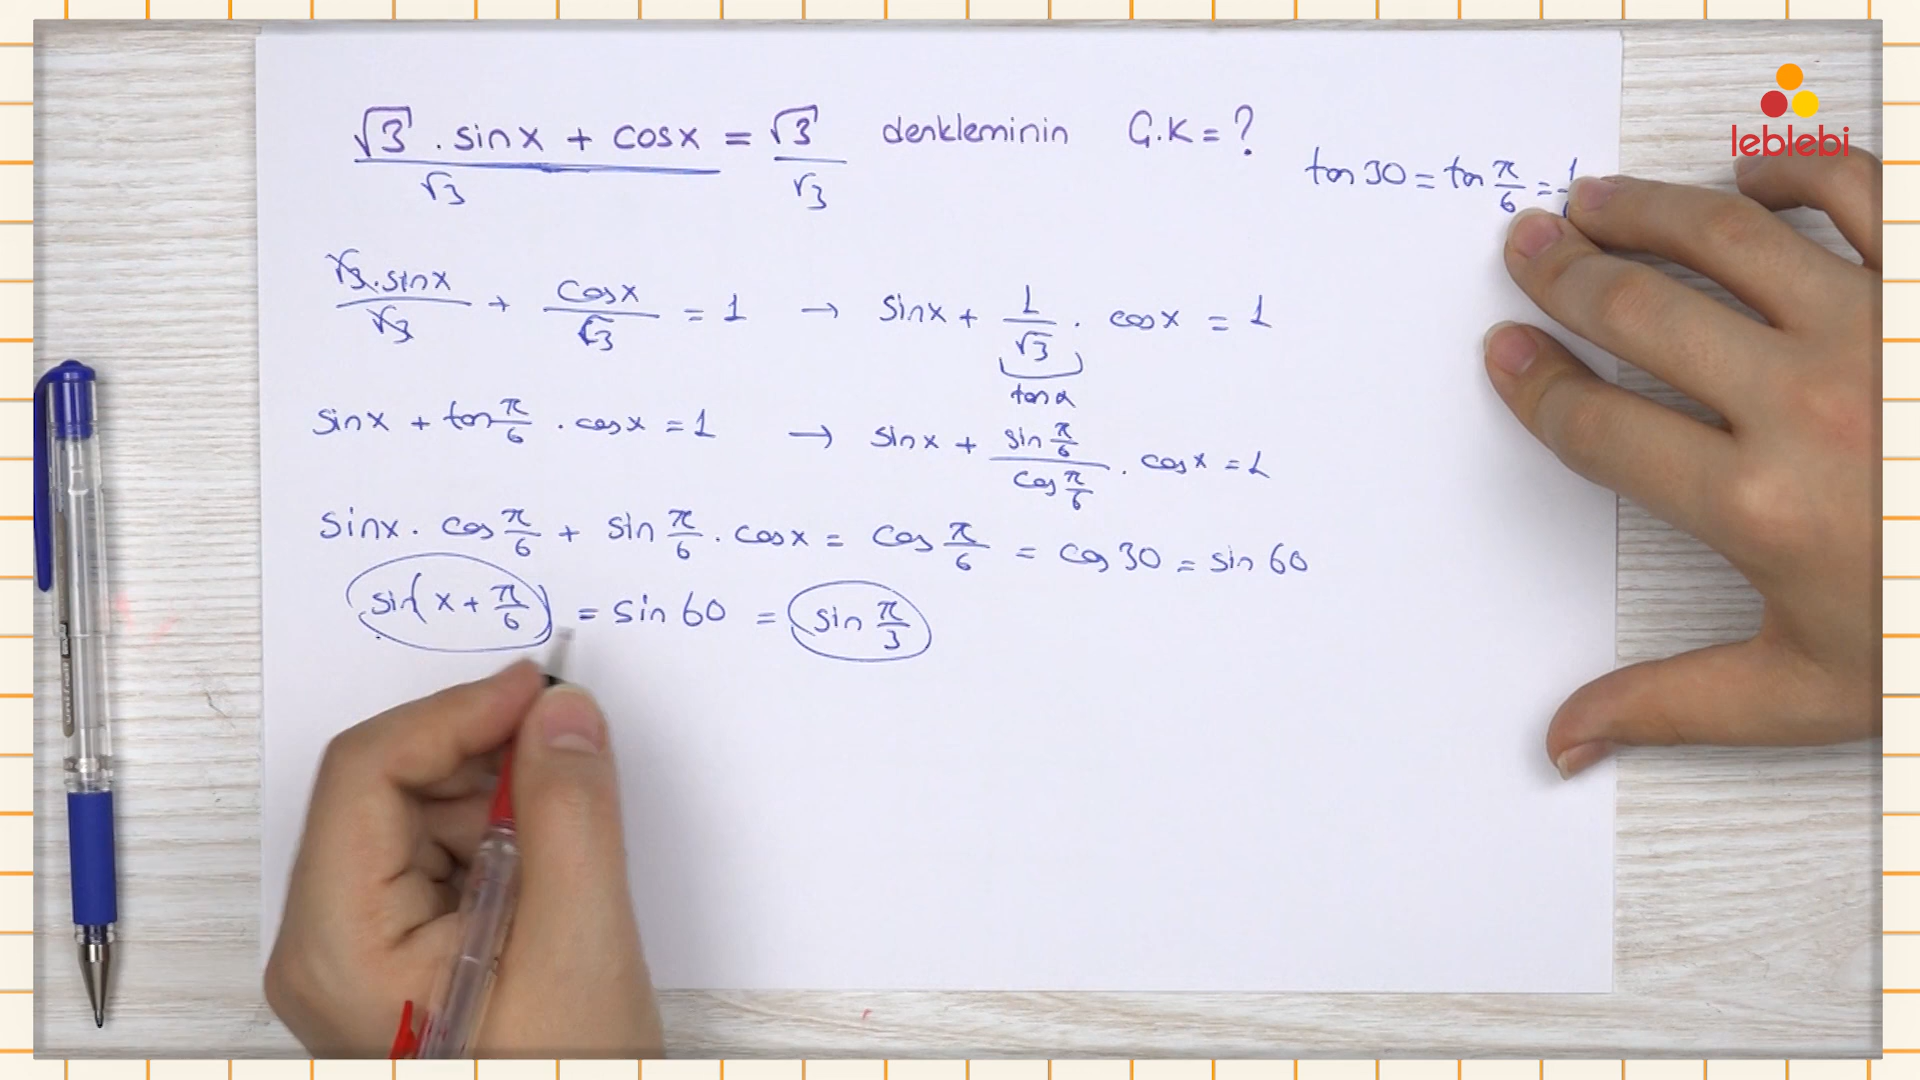 √3 . sinx + cosx = √3 denkleminin Ç.K = ?
√3 √3
leblebi
tan 30 = tan π/6 = 1
√3.sinx/√3 + cosx/√3 = 1 → sinx + 1/√3 . cosx = 1
tanα
sinx + tan π/6 . cosx = 1 → sinx + sin π/6 / cos π/6 . cosx = 1
sinx . cos π/6 + sin π/6 . cosx = cos π/6 = cos 30 = sin 60
sin(x + π/6) = sin 60 = sin π/3